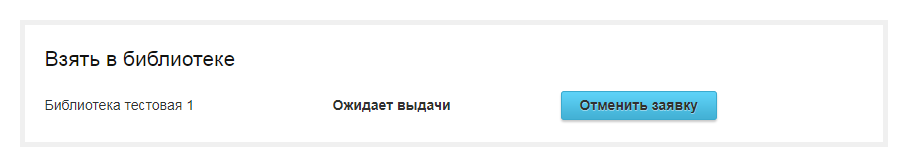 Взять в библиотеке
Библиотека тестовая 1 Ожидает выдачи Отменить заявку